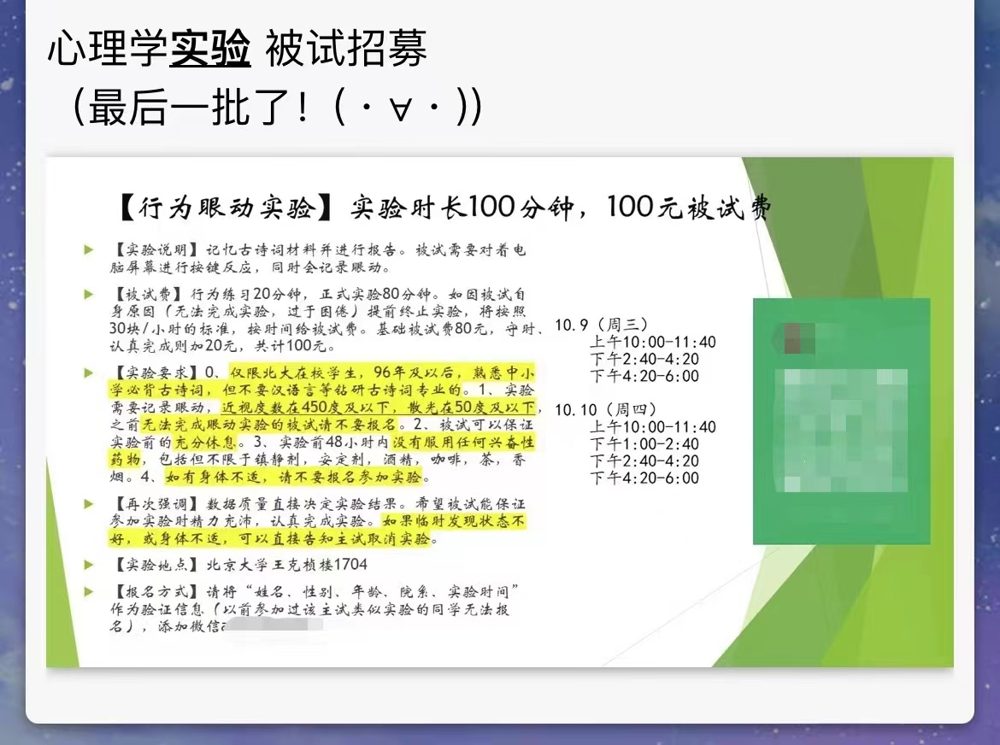 心理学实验 被试招募
（最后一批了！(・∀・)）
【行为眼动实验】实验时长100分钟，100元被试费
【实验说明】记忆古诗词材料并进行报告。被试需要对着电
脑屏幕进行按键反应，同时会记录眼动。
【被试费】行为练习20分钟，正式实验80分钟。如因被试自
身原因（无法完成实验，过于困倦）提前终止实验，将按照
30块/小时的标准，按时间给被试费。基础被试费80元，守时、
认真完成则加20元，共计100元。
【实验要求】0、仅限北大在校学生，96年及以后，熟悉中小
学必背古诗词，但不要汉语言等钻研古诗词专业的。1、实验
需要记录眼动，近视度数在450度及以下，散光在50度及以下，
之前无法完成眼动实验的被试请不要报名。2、被试可以保证
实验前的充分休息。3、实验前48小时内没有服用任何兴奋性
药物，包括但不限于镇静剂，安定剂，酒精，咖啡，茶，香
烟。4、如有身体不适，请不要报名参加实验。
【再次强调】数据质量直接决定实验结果。希望被试能保证
参加实验时精力充沛，认真完成实验。如果临时发现状态不
好，或身体不适，可以直接告知主试取消实验。
【实验地点】北京大学王克桢楼1704
【报名方式】请将“姓名、性别、年龄、院系、实验时间”
作为验证信息（以前参加过该主试类似实验的同学无法报
名），添加微信
10.9（周三）
上午10:00-11:40
下午2:40-4:20
下午4:20-6:00
10.10（周四）
上午10:00-11:40
下午1:00-2:40
下午2:40-4:20
下午4:20-6:00